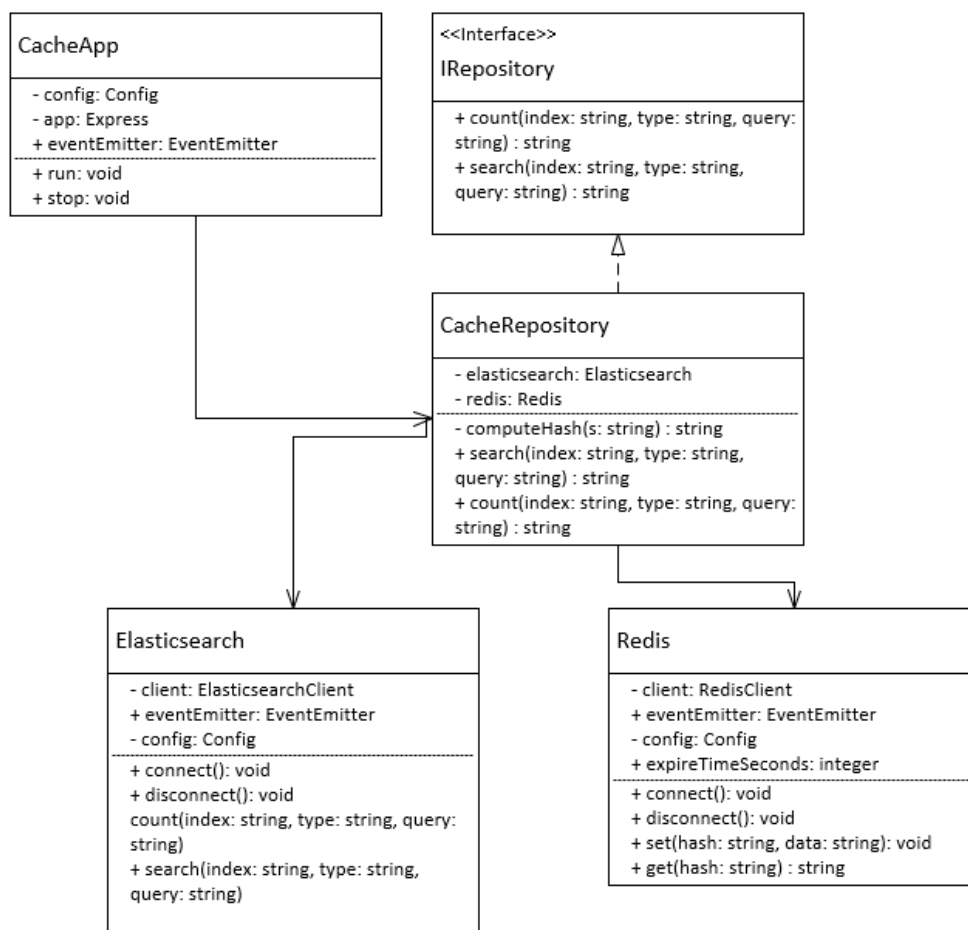 CacheApp
- config: Config
- app: Express
+ eventEmitter: EventEmitter
+ run: void
+ stop: void
<<Interface>>
IRepository
+ count(index: string, type: string, query:
string) : string
+ search(index: string, type: string,
query: string) : string
CacheRepository
- elasticsearch: Elasticsearch
- redis: Redis
- computeHash(s: string) : string
+ search(index: string, type: string,
query: string) : string
+ count(index: string, type: string, query:
string) : string
Elasticsearch
- client: ElasticsearchClient
+ eventEmitter: EventEmitter
- config: Config
+ connect(): void
+ disconnect(): void
count(index: string, type: string, query:
string)
+ search(index: string, type: string,
query: string)
Redis
- client: RedisClient
+ eventEmitter: EventEmitter
- config: Config
+ expireTimeSeconds: integer
+ connect(): void
+ disconnect(): void
+ set(hash: string, data: string): void
+ get(hash: string) : string